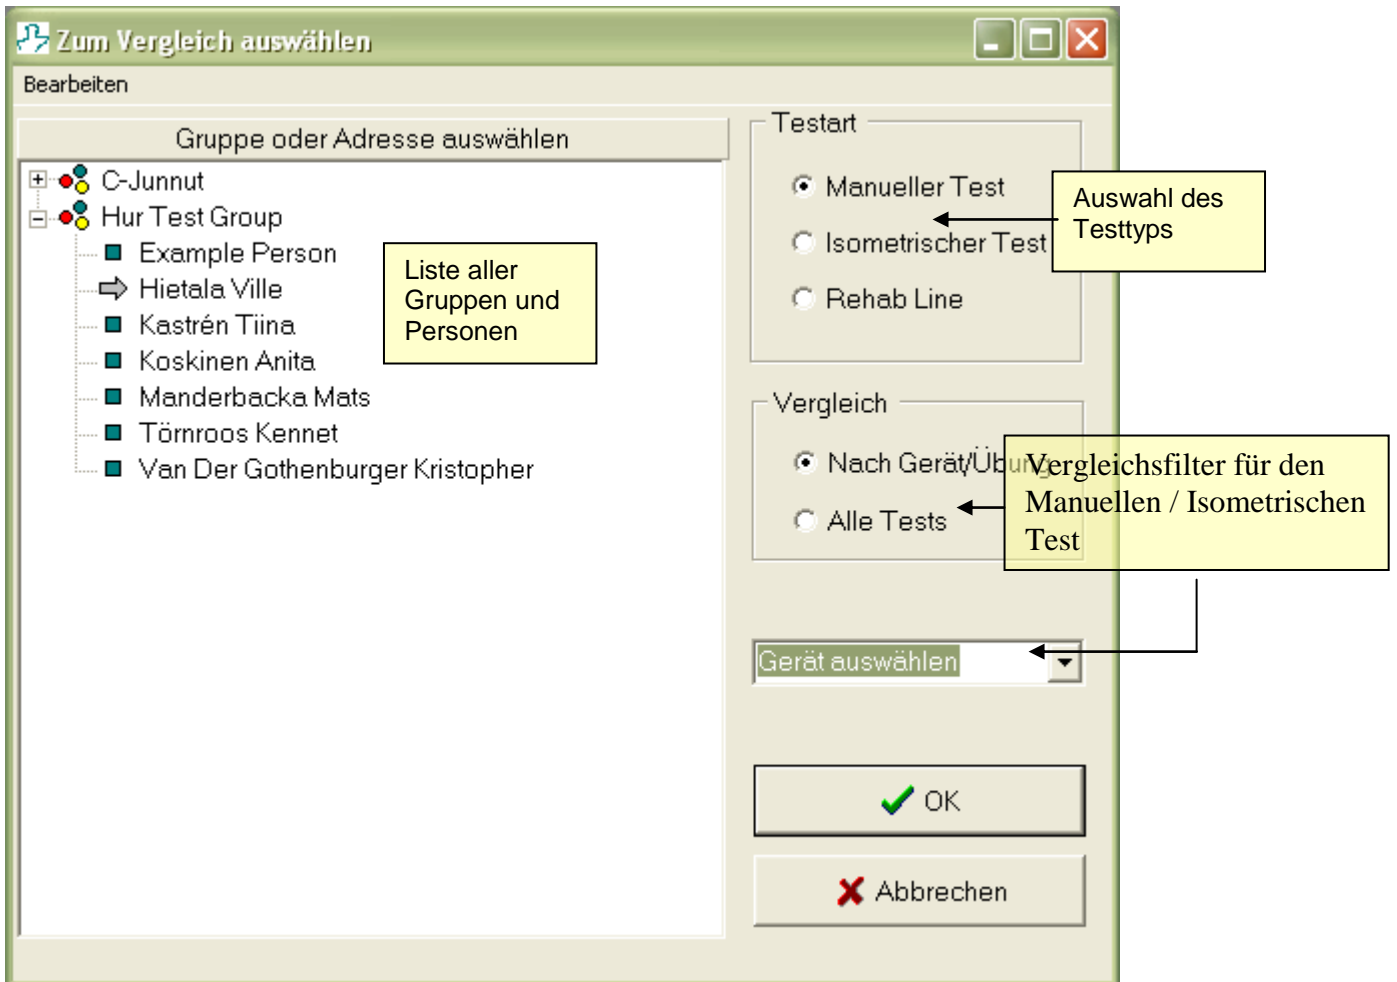 Zum Vergleich auswählen
Bearbeiten
Gruppe oder Adresse auswählen
C-Junnut
Hur Test Group
Example Person
Hietala Ville
Kastrén Tiina
Koskinen Anita
Manderbacka Mats
Törnroos Kennet
Van Der Gothenburger Kristopher
Liste aller
Gruppen und
Personen
Testart
Manueller Test
Isometrischer Test
Rehab Line
Auswahl des
Testtyps
Vergleich
Nach Gerät/Übung
Alle Tests
Vergleichsfilter für den
Manuellen / Isometrischen
Test
Gerät auswählen
OK
Abbrechen